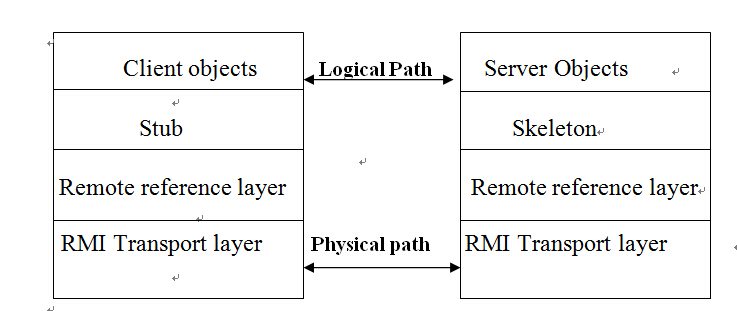 Client objects
Logical Path
Server Objects
Stub
Skeleton
Remote reference layer
Remote reference layer
RMI Transport layer
Physical path
RMI Transport layer